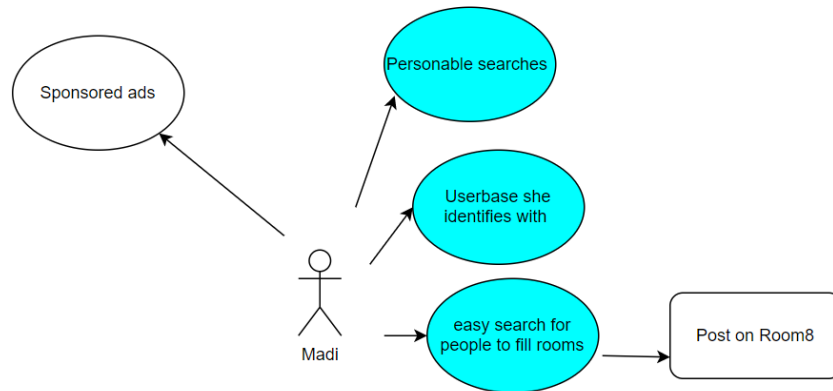 Personable searches
Sponsored ads
Userbase she
identifies with
easy search for
people to fill rooms
Post on Room8
Madi